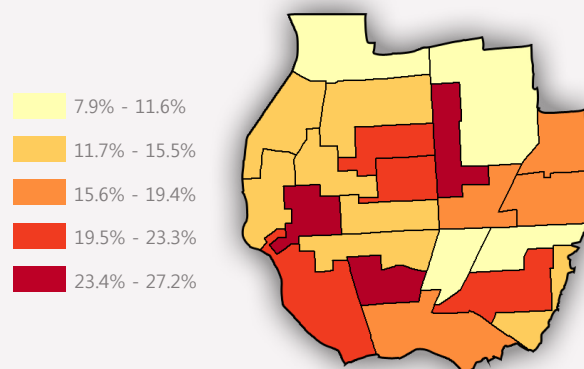 7.9% - 11.6%
11.7% - 15.5%
15.6% - 19.4%
19.5% - 23.3%
23.4% - 27.2%